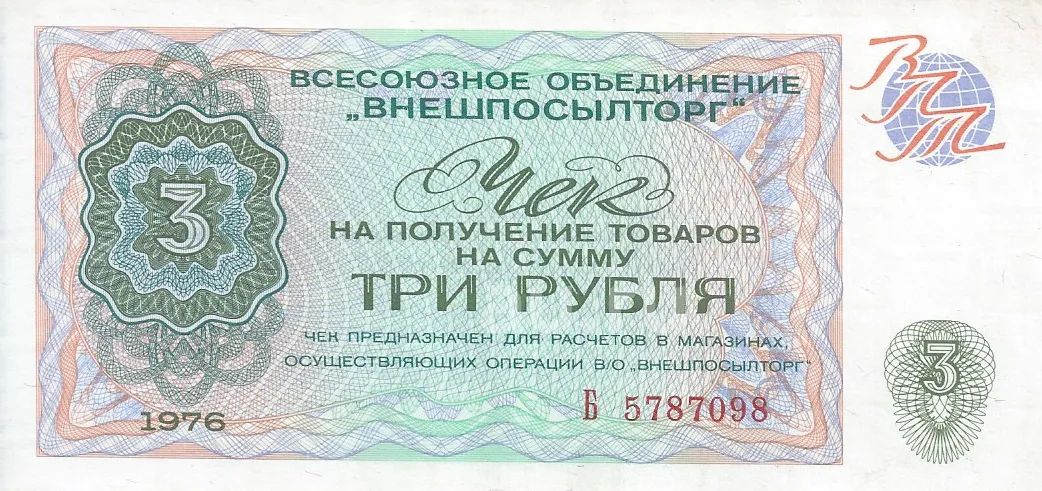 ВСЕСОЮЗНОЕ ОБЪЕДИНЕНИЕ
„ВНЕШПОСЫЛТОРГ“
ВПТ
Чек
НА ПОЛУЧЕНИЕ ТОВАРОВ
НА СУММУ
ТРИ РУБЛЯ
3
ЧЕК ПРЕДНАЗНАЧЕН ДЛЯ РАСЧЕТОВ В МАГАЗИНАХ,
ОСУЩЕСТВЛЯЮЩИХ ОПЕРАЦИИ В/О „ВНЕШПОСЫЛТОРГ“
3
1976
Б 5787098